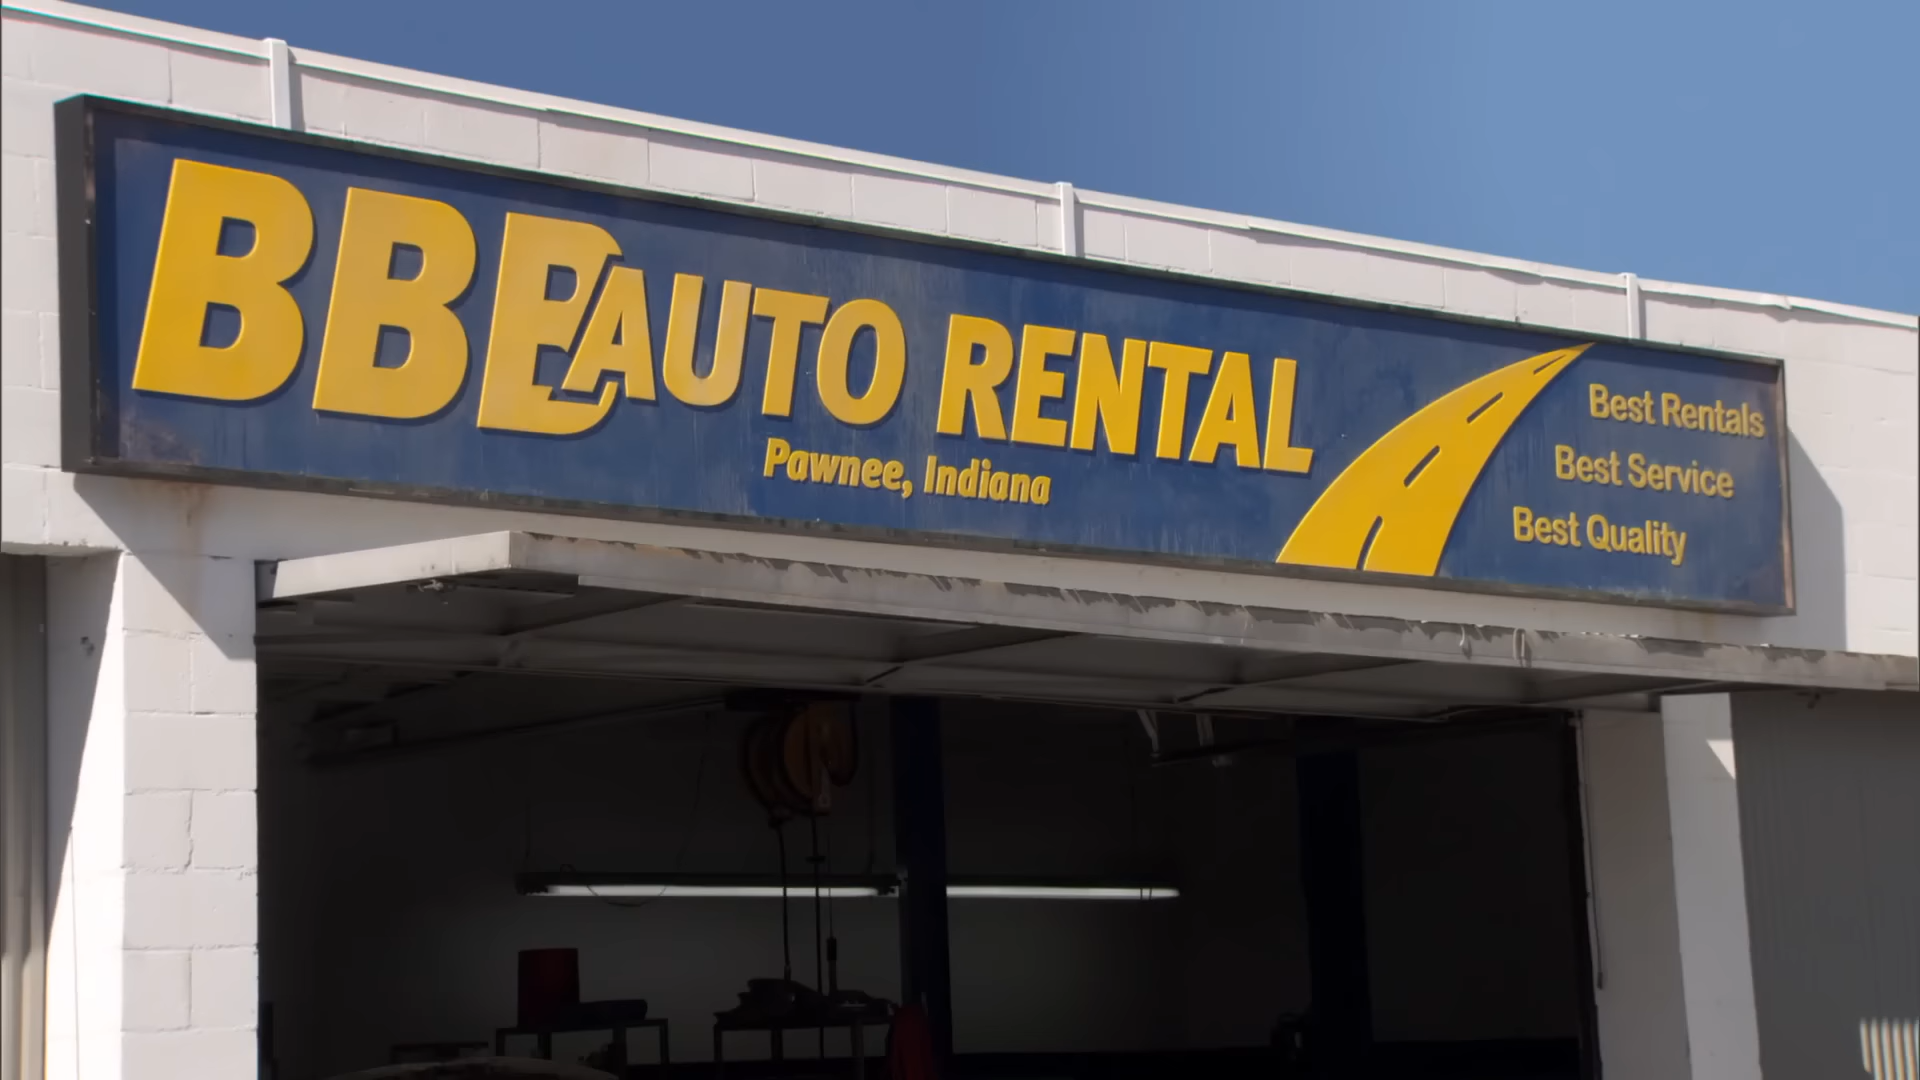 BBB AUTO RENTAL
Pawnee, Indiana
Best Rentals
Best Service
Best Quality